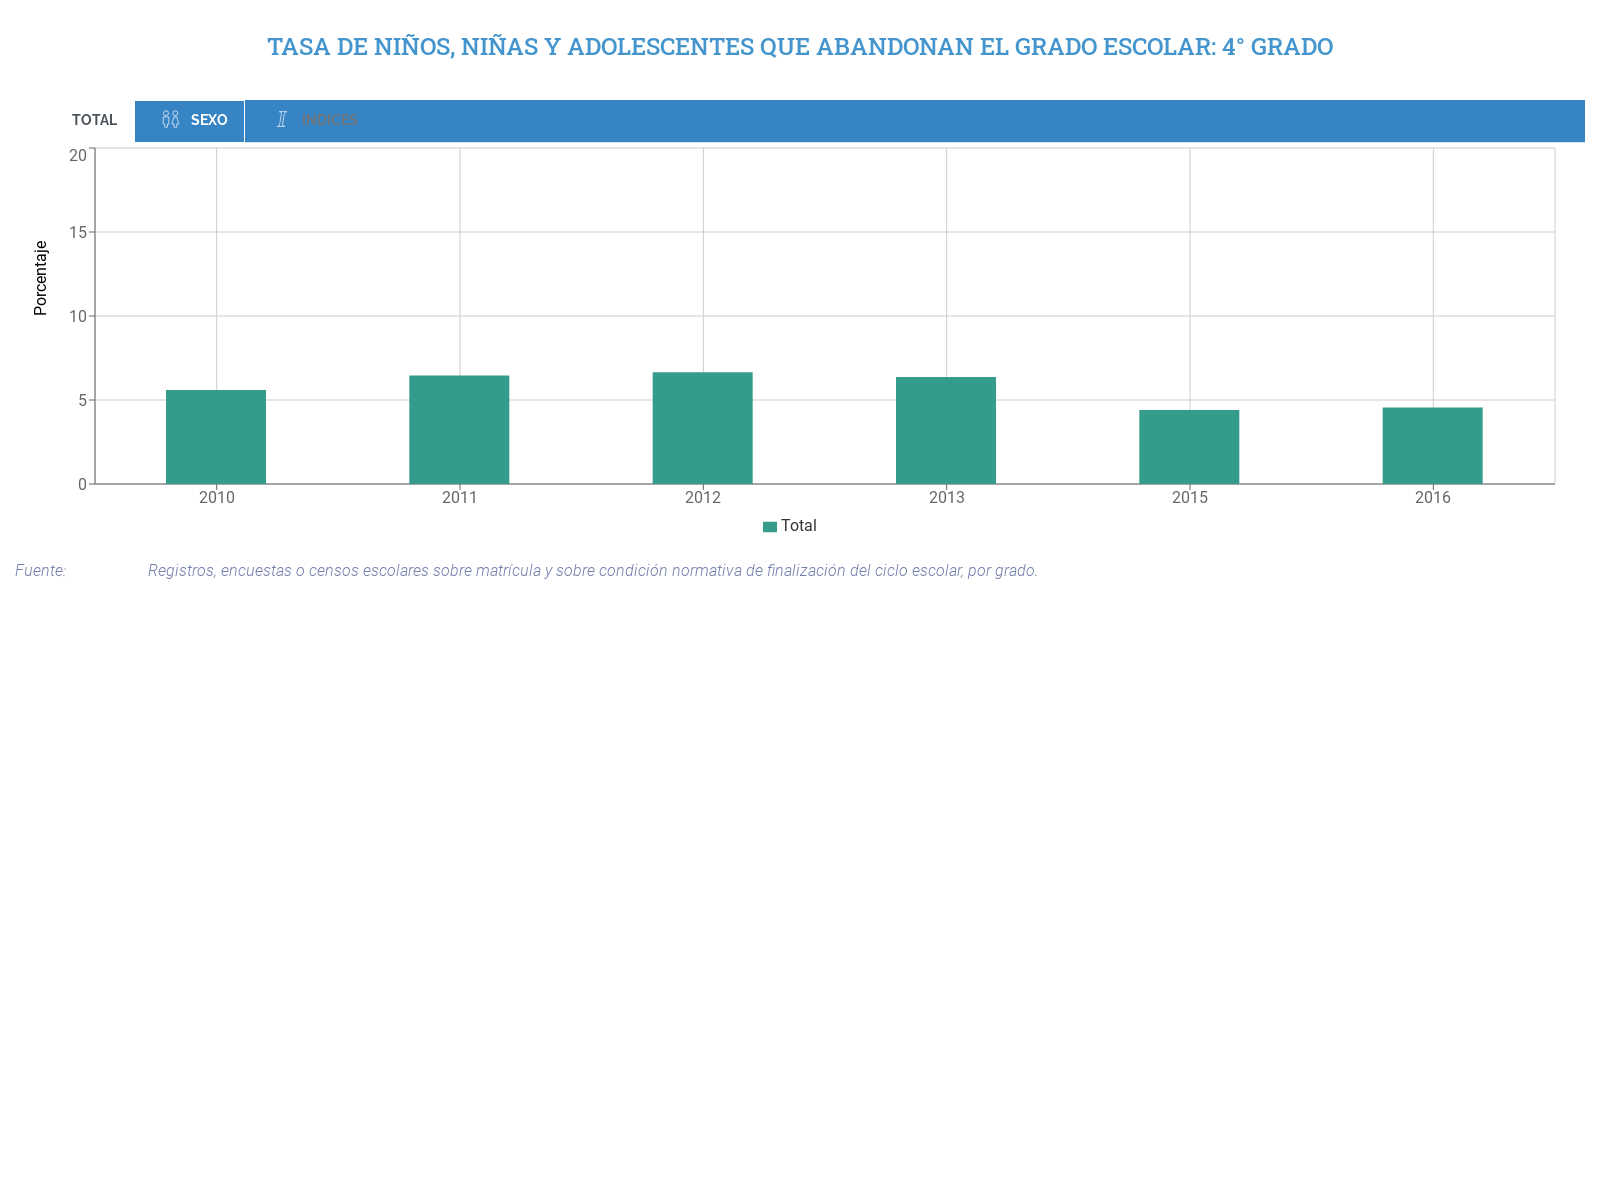 TASA DE NIÑOS, NIÑAS Y ADOLESCENTES QUE ABANDONAN EL GRADO ESCOLAR: 4° GRADO
TOTAL SEXO INDICES
Porcentaje
20
15
10
5
0
2010 2011 2012 2013 2015 2016
Total
Fuente: Registros, encuestas o censos escolares sobre matrícula y sobre condición normativa de finalización del ciclo escolar, por grado.